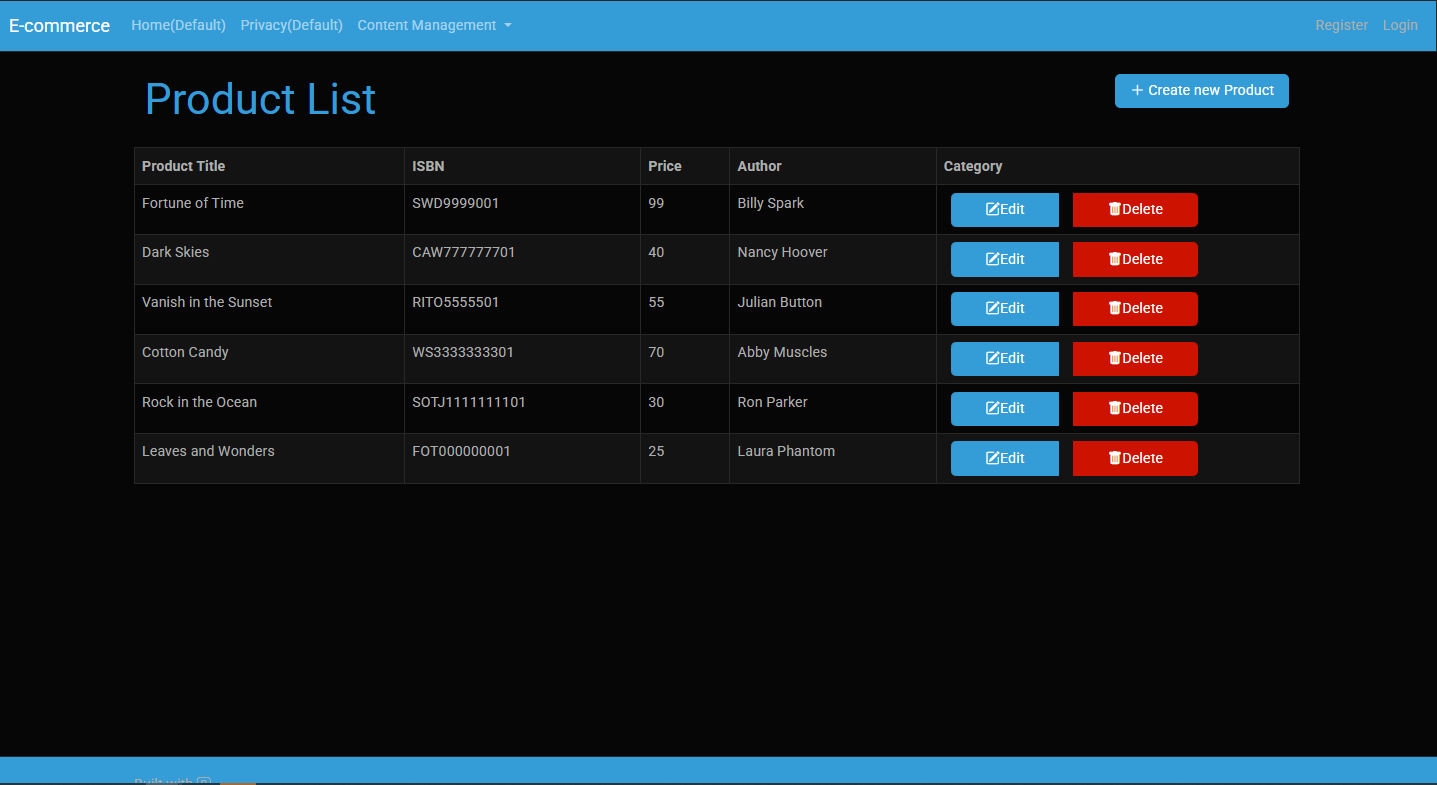 E-commerce Home(Default) Privacy(Default) Content Management Register Login
Product List
Create new Product
Product Title ISBN Price Author Category
Fortune of Time SWD9999001 99 Billy Spark Edit Delete
Dark Skies CAW777777701 40 Nancy Hoover Edit Delete
Vanish in the Sunset RITO5555501 55 Julian Button Edit Delete
Cotton Candy WS3333333301 70 Abby Muscles Edit Delete
Rock in the Ocean SOTJ1111111101 30 Ron Parker Edit Delete
Leaves and Wonders FOT000000001 25 Laura Phantom Edit Delete
Built with